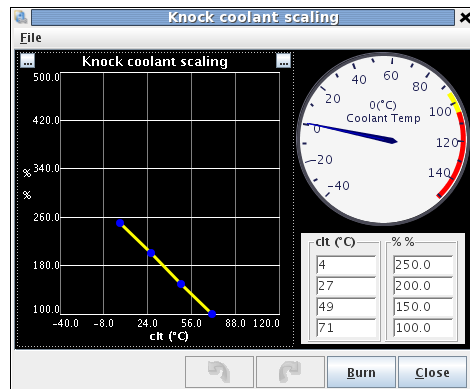 Knock coolant scaling
File
... Knock coolant scaling ...
500.0
420.0
340.0
%
%
260.0
180.0
100.0
-40.0 -8.0 24.0 56.0 88.0 120.0
clt (°C)
60
40 80
20 100
0(°C)
Coolant Temp
0 120
-20
140
-40
clt (°C) % %
4 250.0
27 200.0
49 150.0
71 100.0
Burn Close